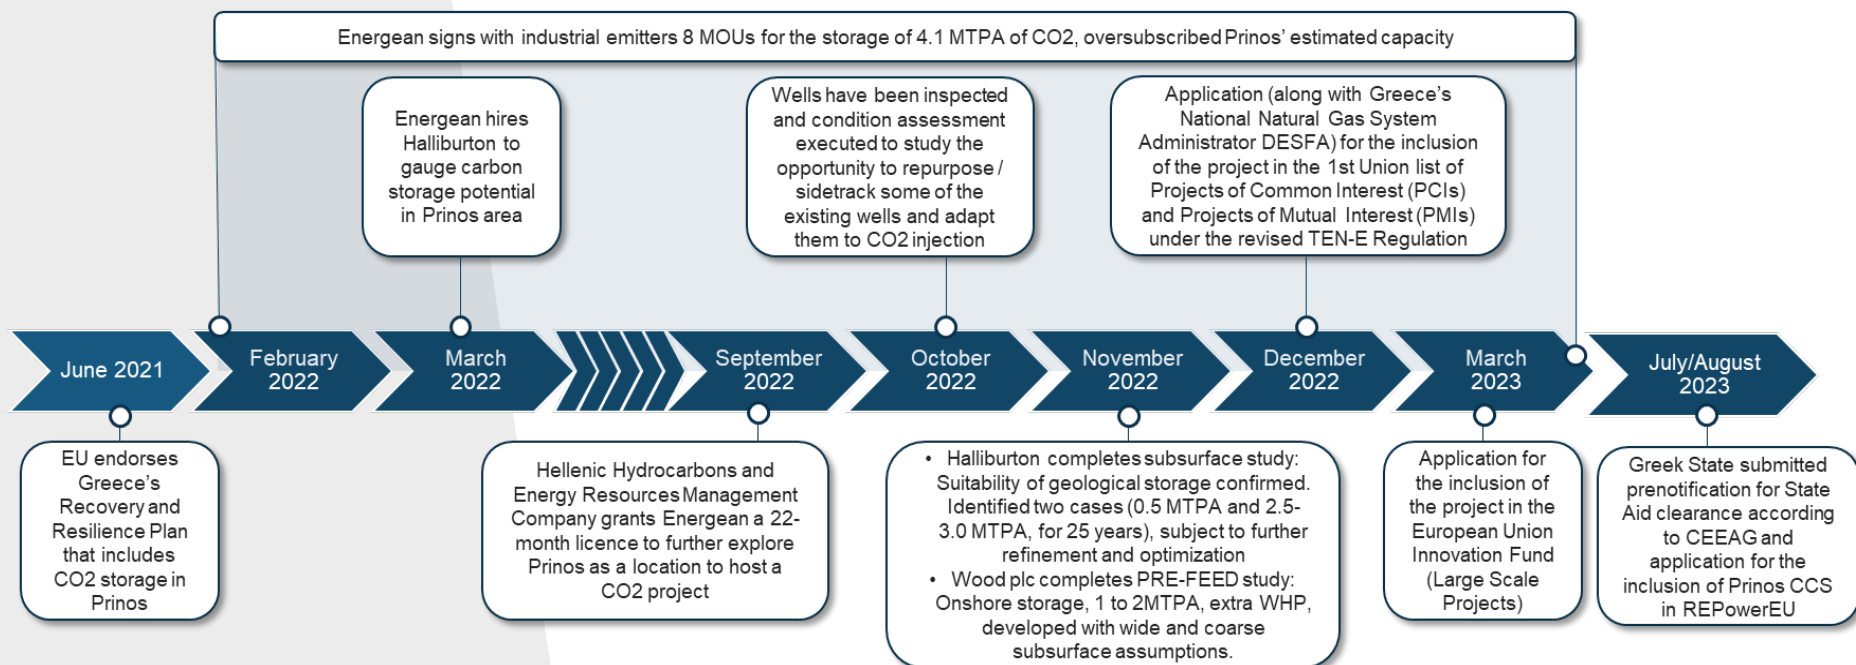 Energean signs with industrial emitters 8 MOUs for the storage of 4.1 MTPA of CO2, oversubscribed Prinos' estimated capacity
Energean hires
Halliburton to
gauge carbon
storage potential
in Prinos area
Wells have been inspected
and condition assessment
executed to study the
opportunity to repurpose /
sidetrack some of the
existing wells and adapt
them to CO2 injection
Application (along with Greece's
National Natural Gas System
Administrator DESFA) for the inclusion
of the project in the 1st Union list of
Projects of Common Interest (PCIs)
and Projects of Mutual Interest (PMIs)
under the revised TEN-E Regulation
June 2021
February
2022
March
2022
September
2022
October
2022
November
2022
December
2022
March
2023
July/August
2023
EU endorses
Greece's
Recovery and
Resilience Plan
that includes
CO2 storage in
Prinos
Hellenic Hydrocarbons and
Energy Resources Management
Company grants Energean a 22-
month licence to further explore
Prinos as a location to host a
CO2 project
• Halliburton completes subsurface study:
Suitability of geological storage confirmed.
Identified two cases (0.5 MTPA and 2.5-
3.0 MTPA, for 25 years), subject to further
refinement and optimization
• Wood plc completes PRE-FEED study:
Onshore storage, 1 to 2MTPA, extra WHP,
developed with wide and coarse
subsurface assumptions.
Application for
the inclusion of
the project in the
European Union
Innovation Fund
(Large Scale
Projects)
Greek State submitted
prenotification for State
Aid clearance according
to CEEAG and
application for the
inclusion of Prinos CCS
in REPowerEU